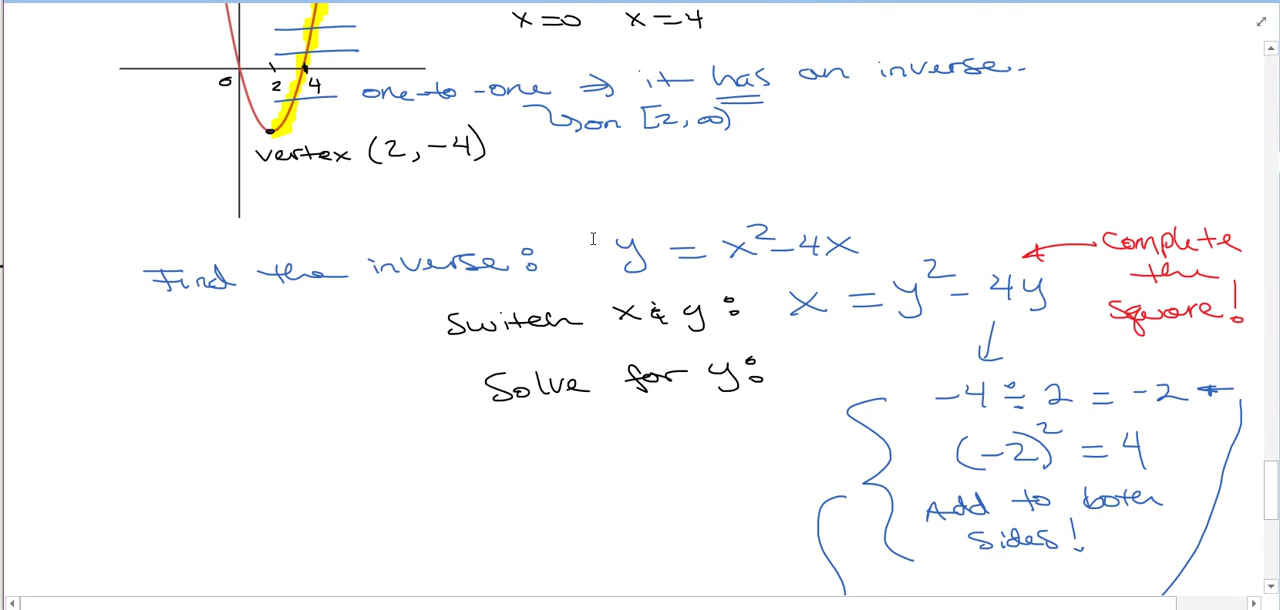 x=0 x=4
0 2 4
one-to-one ⇒ it has an inverse.
on [2, ∞)
vertex (2, -4)
Find the inverse: y = x² - 4x
Switch x & y: x = y² - 4y
complete
the
square!
Solve for y:
-4 ÷ 2 = -2
(-2)² = 4
Add to both
sides!